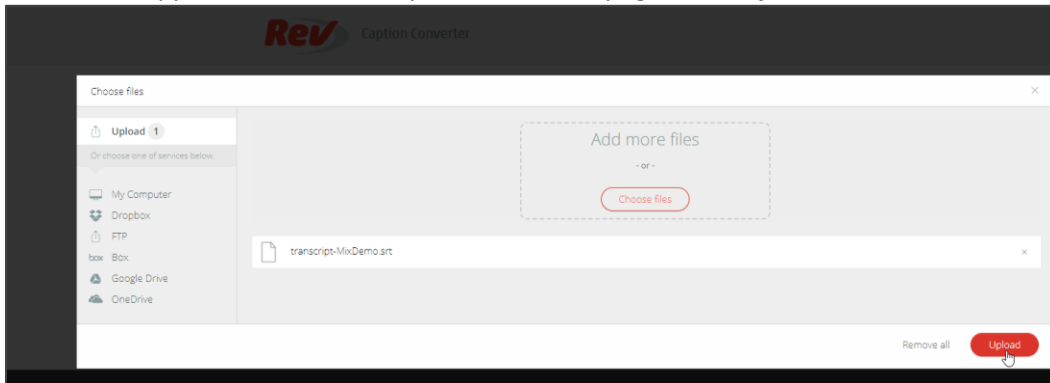 Rev
Caption Converter
Choose files
Upload 1
Or choose one of services below.
My Computer
Dropbox
FTP
box Box
Google Drive
OneDrive
Add more files
- or -
Choose files
transcript-MixDemo.srt
Remove all
Upload